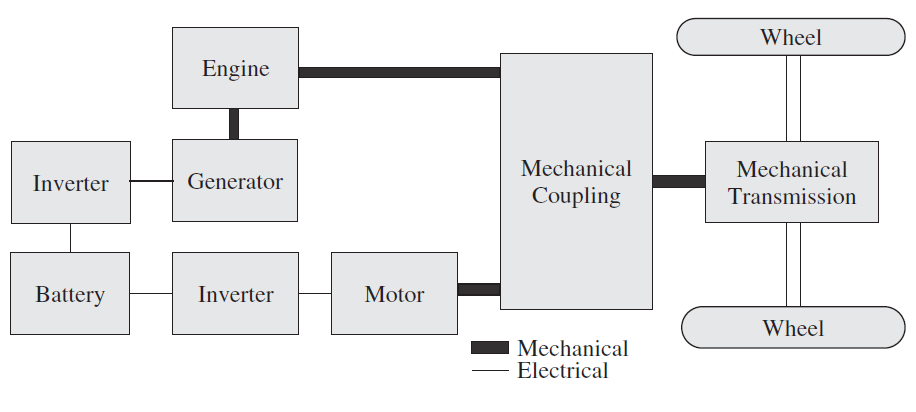 Wheel
Engine
Inverter
Generator
Mechanical
Coupling
Mechanical
Transmission
Battery
Inverter
Motor
Wheel
Mechanical
Electrical